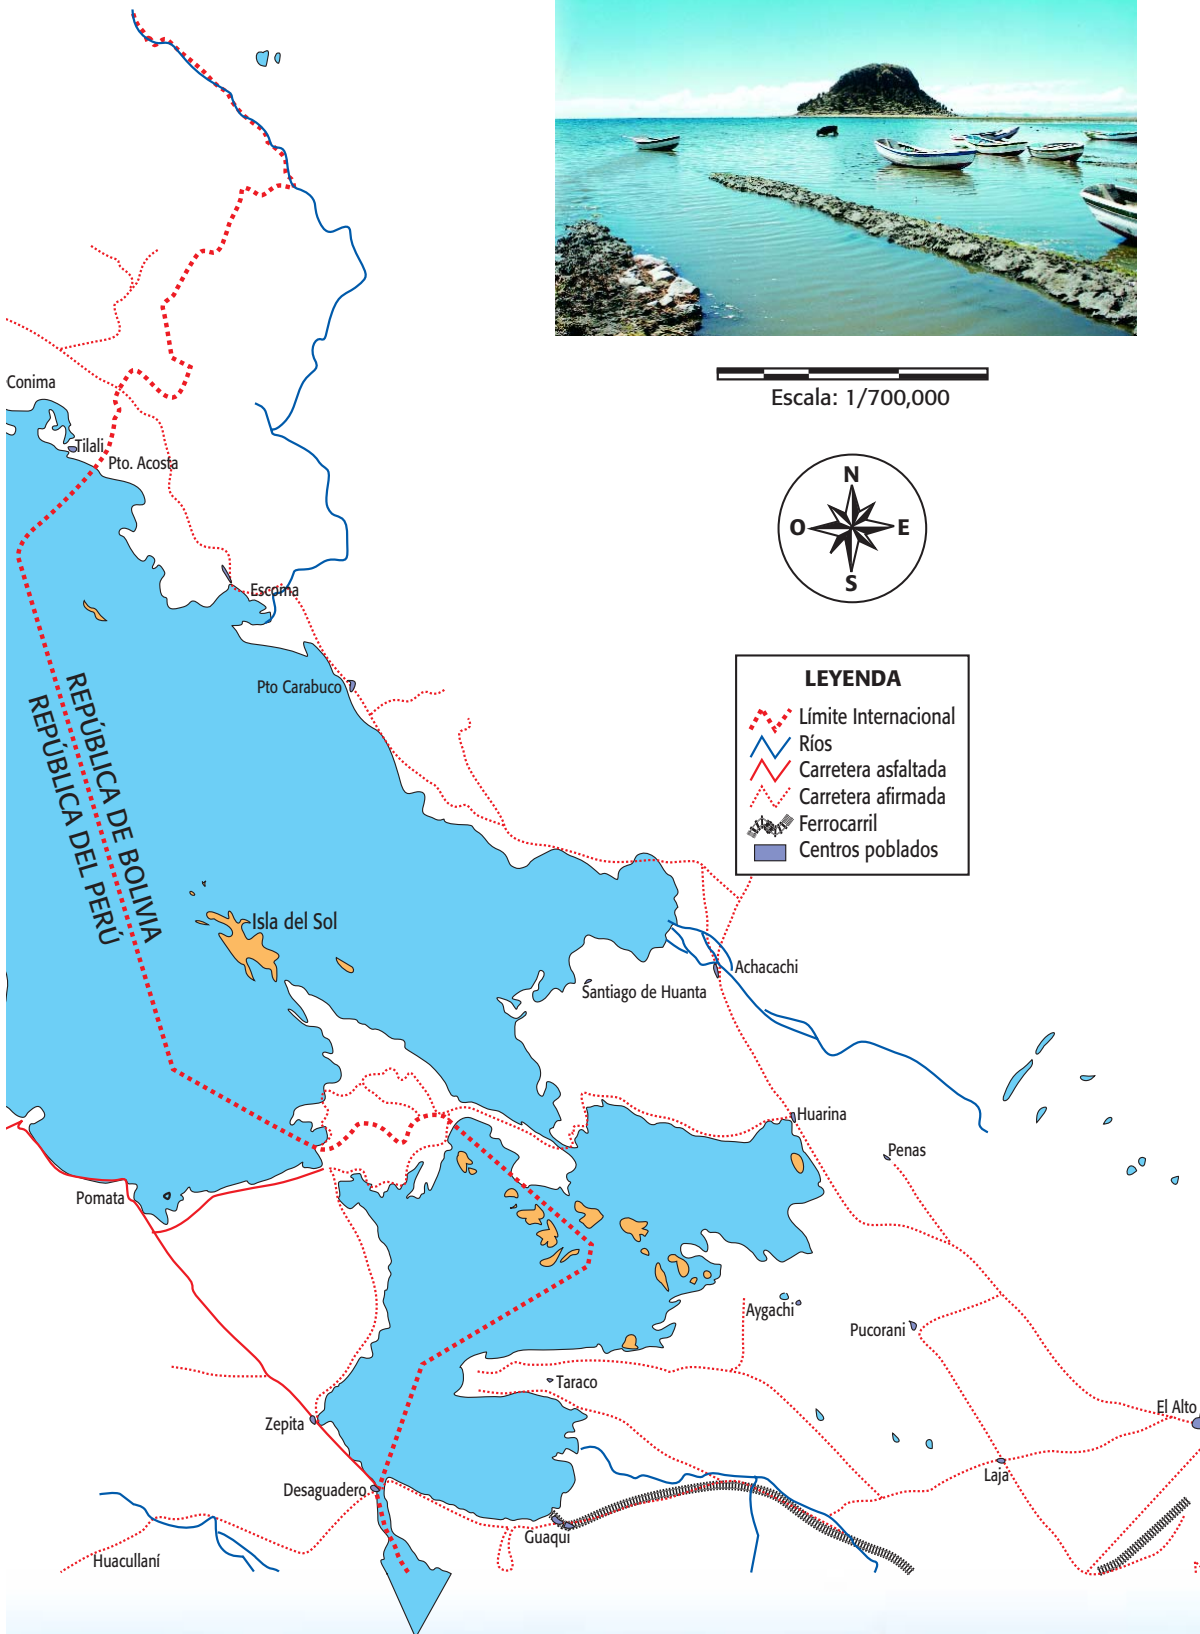 Escala: 1/700,000
N
O
E
S
Conima
Tilali
Pto. Acosta
Escoma
Pto Carabuco
REPÚBLICA DE BOLIVIA
REPÚBLICA DEL PERÚ
LEYENDA
Límite Internacional
Ríos
Carretera asfaltada
Carretera afirmada
Ferrocarril
Centros poblados
Isla del Sol
Achacachi
Santiago de Huanta
Huarina
Penas
Pomata
Aygachi
Pucorani
Taraco
El Alto
Zepita
Laja
Desaguadero
Guaqui
Huacullaní